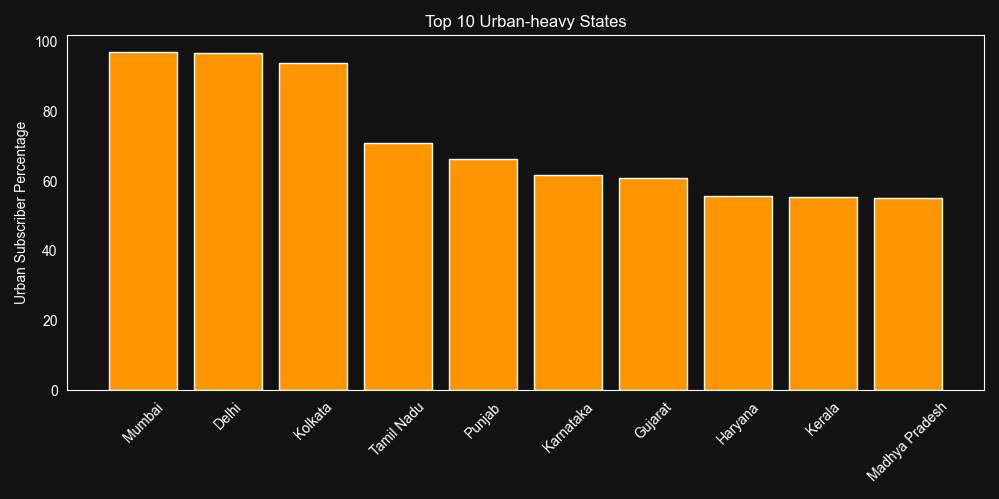 Top 10 Urban-heavy States
Urban Subscriber Percentage
100
80
60
40
20
0
Mumbai
Delhi
Kolkata
Tamil Nadu
Punjab
Karnataka
Gujarat
Haryana
Kerala
Madhya Pradesh